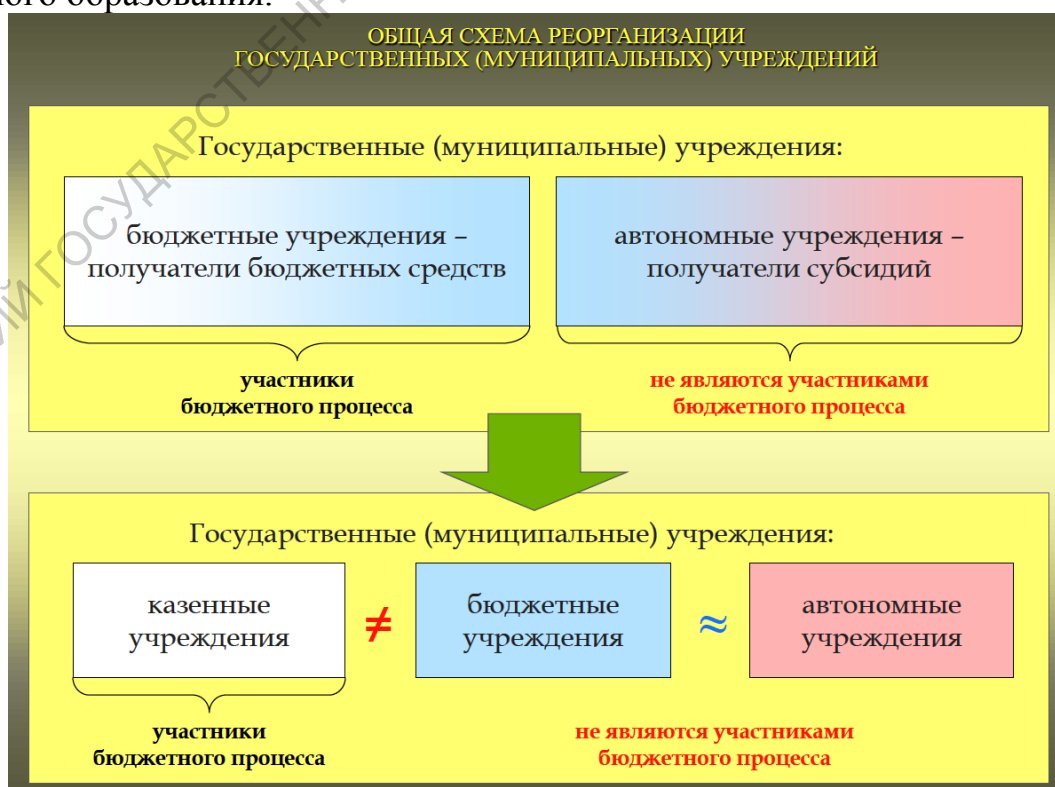 ного образования.
ОБЩАЯ СХЕМА РЕОРГАНИЗАЦИИ
ГОСУДАРСТВЕННЫХ (МУНИЦИПАЛЬНЫХ) УЧРЕЖДЕНИЙ
Государственные (муниципальные) учреждения:
бюджетные учреждения –
получатели бюджетных средств
автономные учреждения –
получатели субсидий
участники
бюджетного процесса
не являются участниками
бюджетного процесса
Государственные (муниципальные) учреждения:
казенные
учреждения
≠
бюджетные
учреждения
≈
автономные
учреждения
участники
бюджетного процесса
не являются участниками
бюджетного процесса